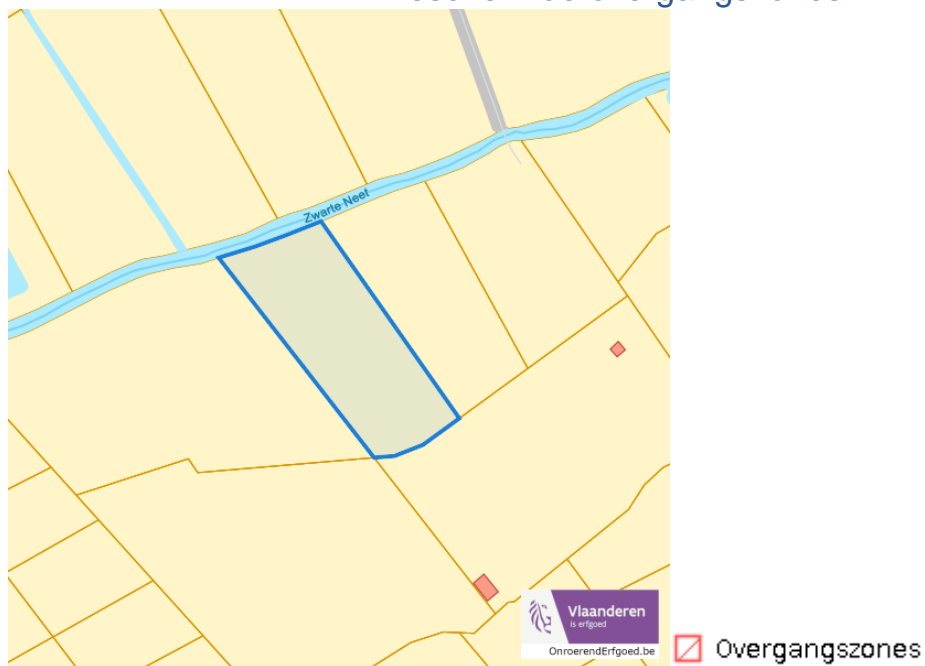 Zwarte Neet
Vlaanderen
is erfgoed
OnroerendErfgoed.be
Overgangszones